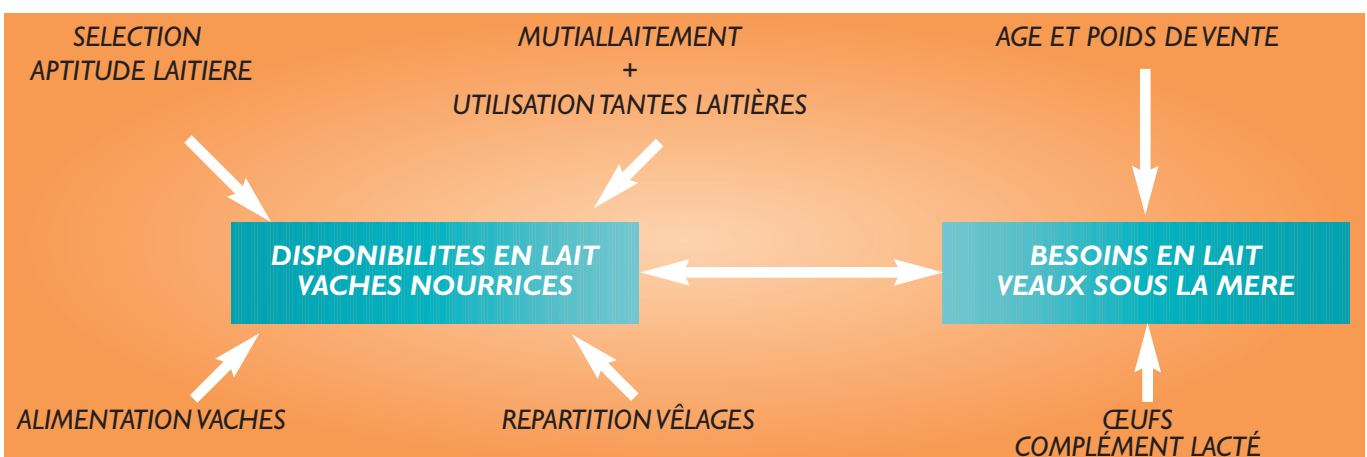 SELECTION
APTITUDE LAITIERE
MUTIALLAITEMENT
+
UTILISATION TANTES LAITIÈRES
AGE ET POIDS DE VENTE
DISPONIBILITES EN LAIT
VACHES NOURRICES
BESOINS EN LAIT
VEAUX SOUS LA MERE
ALIMENTATION VACHES
REPARTITION VÊLAGES
ŒUFS
COMPLÉMENT LACTÉ